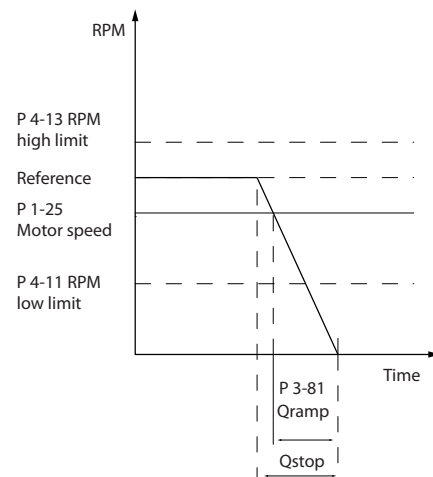 RPM
P 4-13 RPM
high limit
Reference
P 1-25
Motor speed
P 4-11 RPM
low limit
Time
P 3-81
Qramp
Qstop